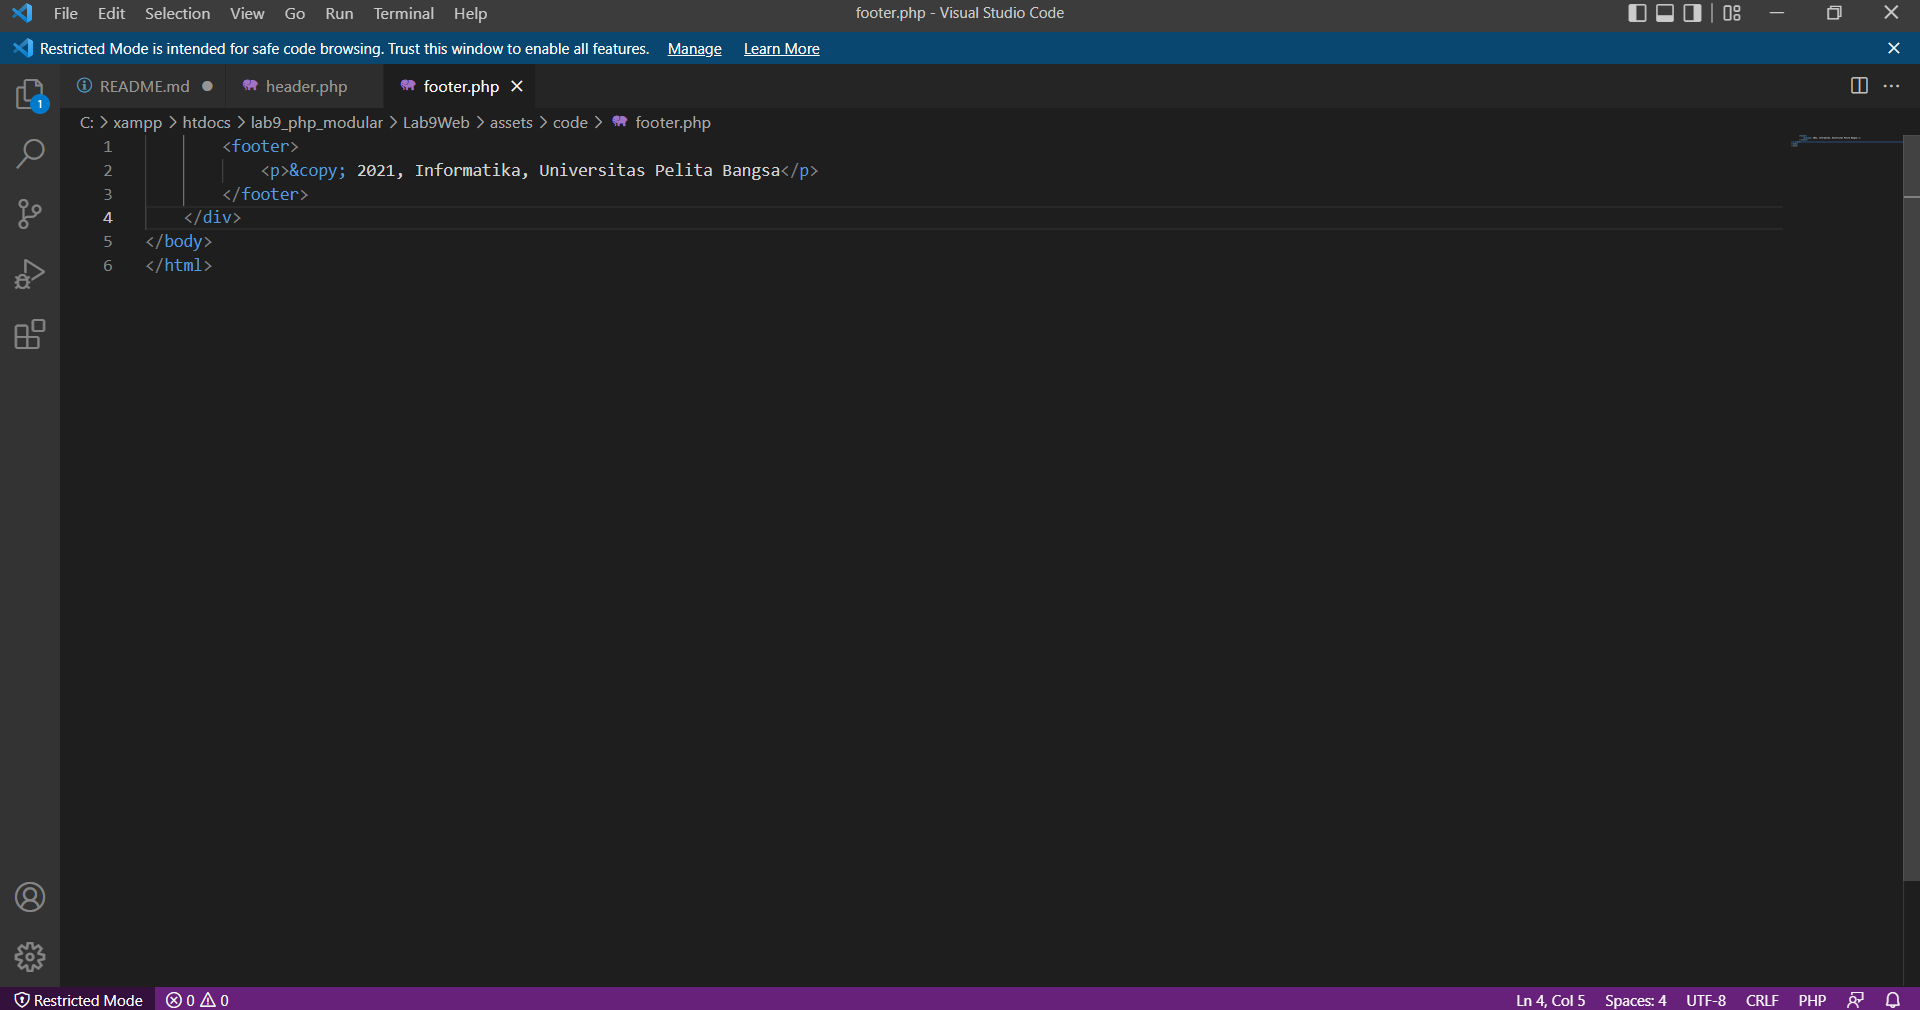 File Edit Selection View Go Run Terminal Help footer.php - Visual Studio Code
Restricted Mode is intended for safe code browsing. Trust this window to enable all features. Manage Learn More
README.md header.php footer.php
C: > xampp > htdocs > lab9_php_modular > Lab9Web > assets > code > footer.php
1 <footer>
2 <p>&copy; 2021, Informatika, Universitas Pelita Bangsa</p>
3 </footer>
4 </div>
5 </body>
6 </html>
1
Restricted Mode 0 0 Ln 4, Col 5 Spaces: 4 UTF-8 CRLF PHP